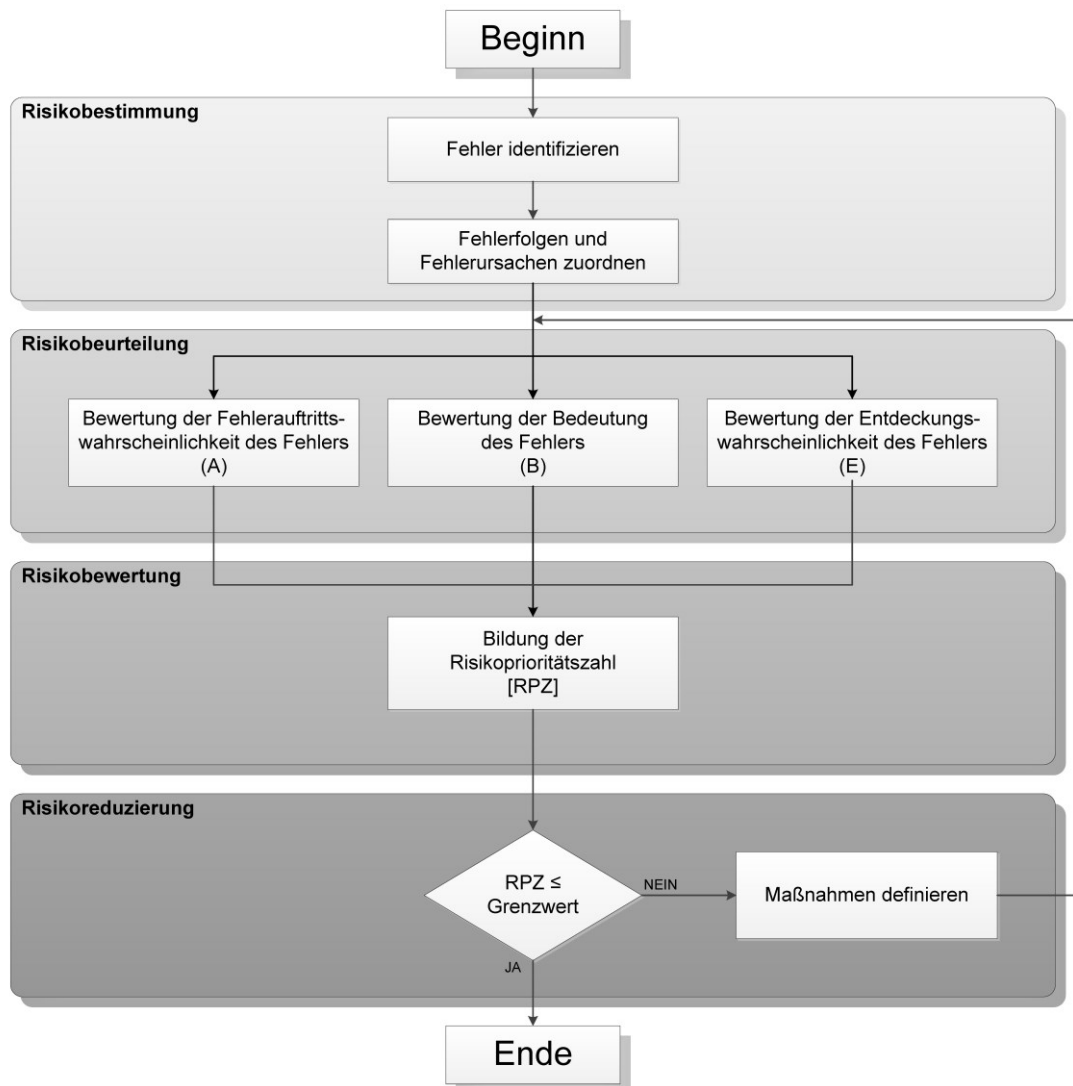 Beginn
Risikobestimmung
Fehler identifizieren
Fehlerfolgen und
Fehlerursachen zuordnen
Risikobeurteilung
Bewertung der Fehlerauftritts-
wahrscheinlichkeit des Fehlers
(A)
Bewertung der Bedeutung
des Fehlers
(B)
Bewertung der Entdeckungs-
wahrscheinlichkeit des Fehlers
(E)
Risikobewertung
Bildung der
Risikoprioritätszahl
[RPZ]
Risikoreduzierung
RPZ ≤
Grenzwert
NEIN
Maßnahmen definieren
JA
Ende